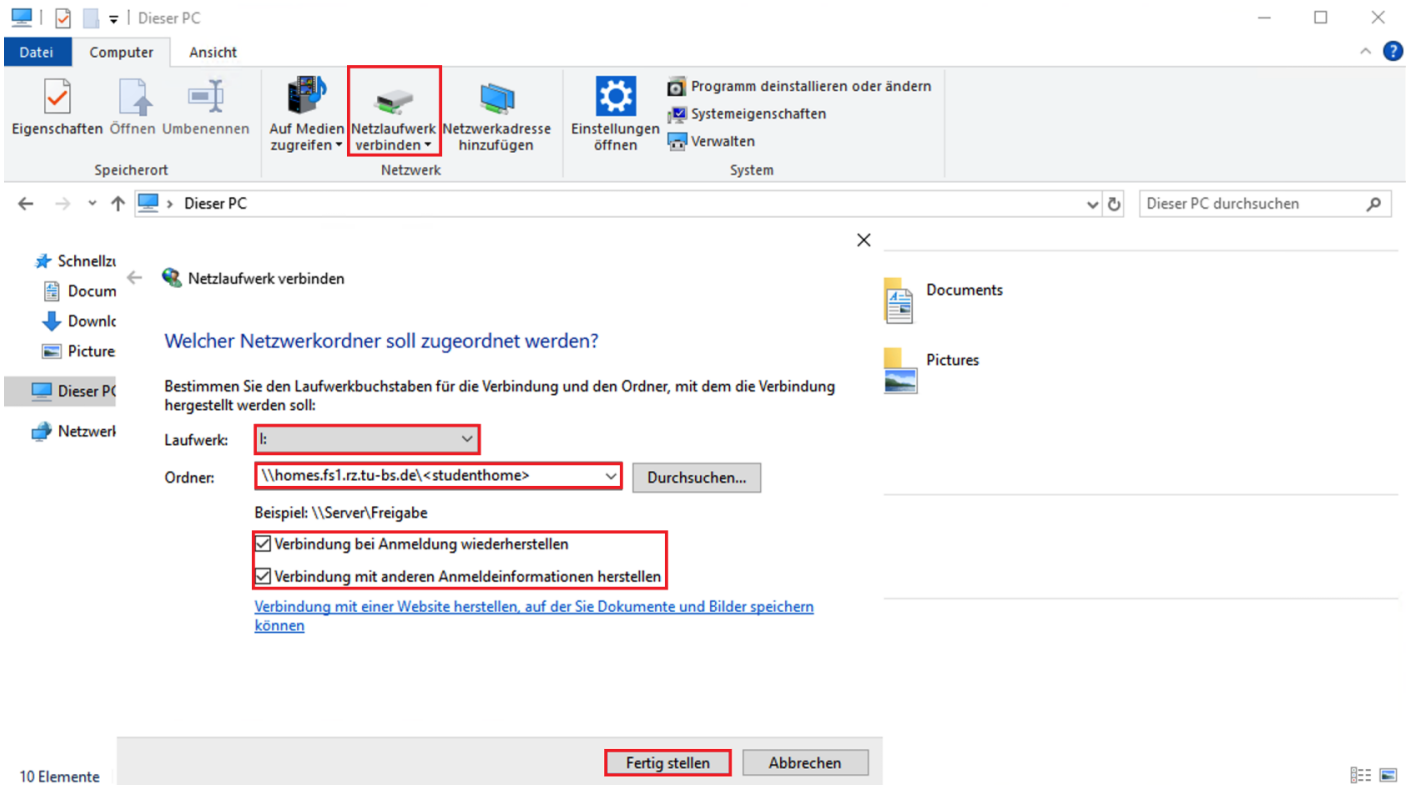 Dieser PC
Datei Computer Ansicht
Eigenschaften Öffnen Umbenennen
Auf Medien zugreifen
Netzlaufwerk verbinden
Netzwerkadresse hinzufügen
Einstellungen öffnen
Programm deinstallieren oder ändern
Systemeigenschaften
Verwalten
Speicherort Netzwerk System
Dieser PC
Dieser PC durchsuchen
Schnellzu
Docum
Downlo
Picture
Dieser PC
Netzwerk
Netzlaufwerk verbinden
Welcher Netzwerkordner soll zugeordnet werden?
Bestimmen Sie den Laufwerkbuchstaben für die Verbindung und den Ordner, mit dem die Verbindung
hergestellt werden soll:
Laufwerk: I:
Ordner: \\homes.fs1.rz.tu-bs.de\<studenthome> Durchsuchen...
Beispiel: \\Server\Freigabe
Verbindung bei Anmeldung wiederherstellen
Verbindung mit anderen Anmeldeinformationen herstellen
Verbindung mit einer Website herstellen, auf der Sie Dokumente und Bilder speichern
können
Fertig stellen Abbrechen
Documents
Pictures
10 Elemente